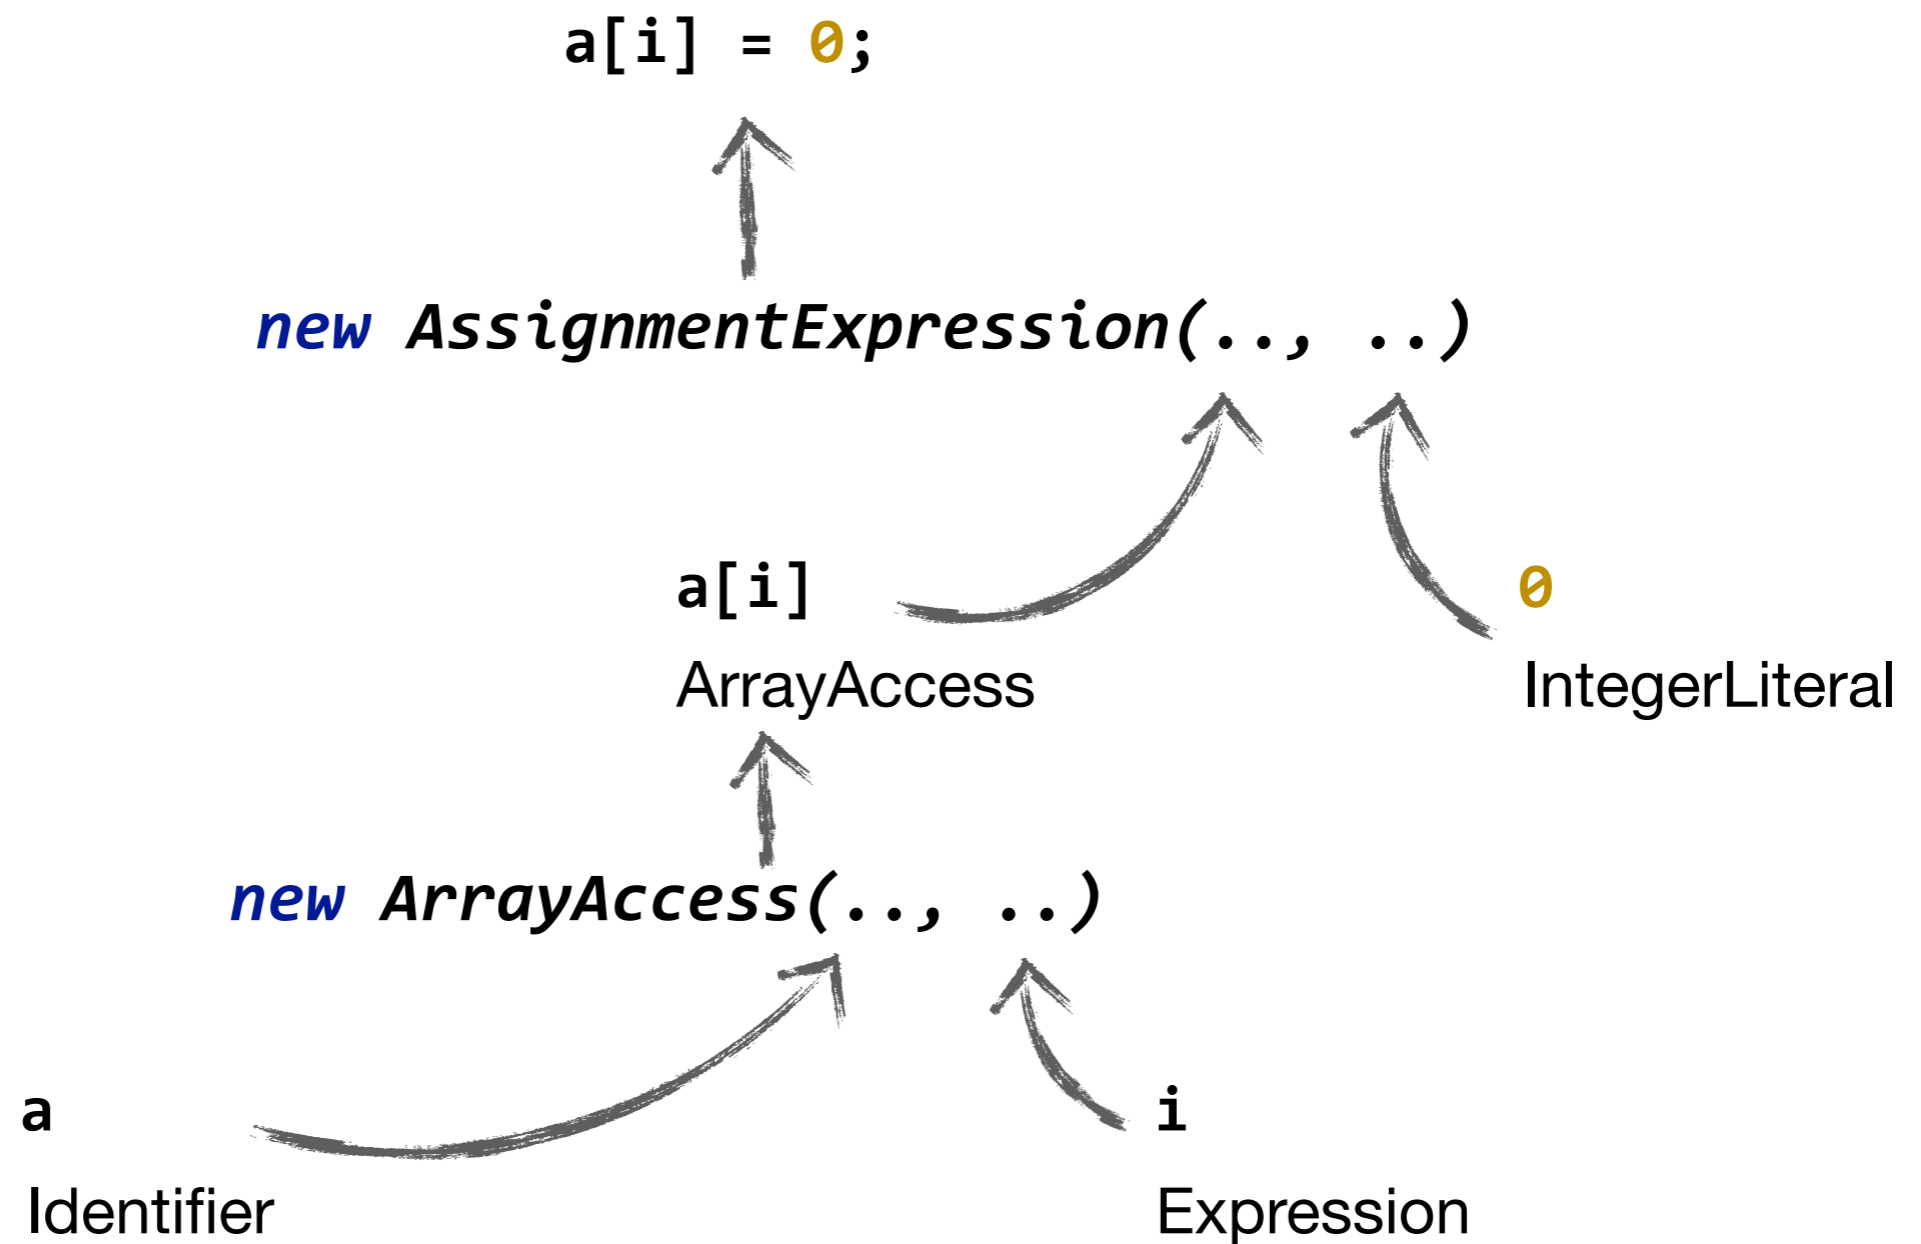 a[i] = 0;
new AssignmentExpression(.., ..)
a[i] 0
ArrayAccess IntegerLiteral
new ArrayAccess(.., ..)
a i
Identifier Expression